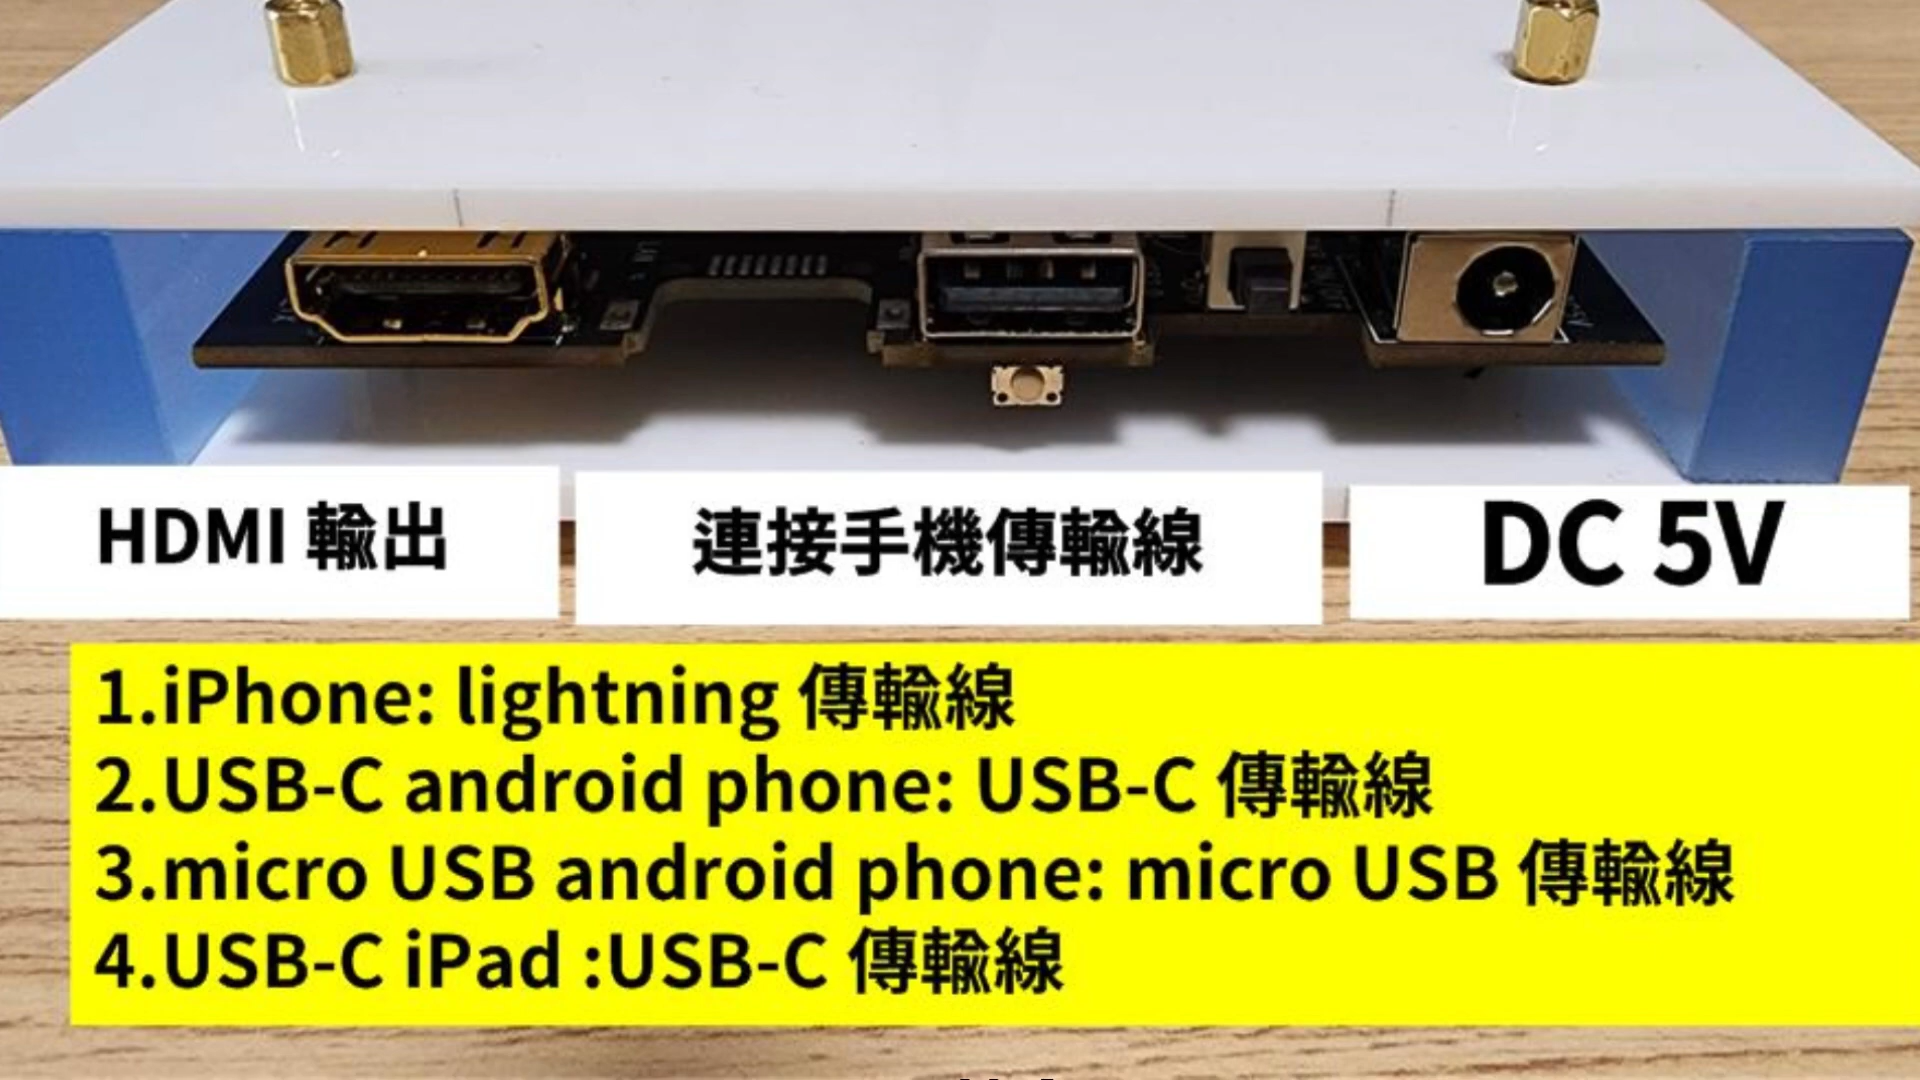 HDMI 輸出
連接手機傳輸線
DC 5V
1.iPhone: lightning 傳輸線
2.USB-C android phone: USB-C 傳輸線
3.micro USB android phone: micro USB 傳輸線
4.USB-C iPad :USB-C 傳輸線